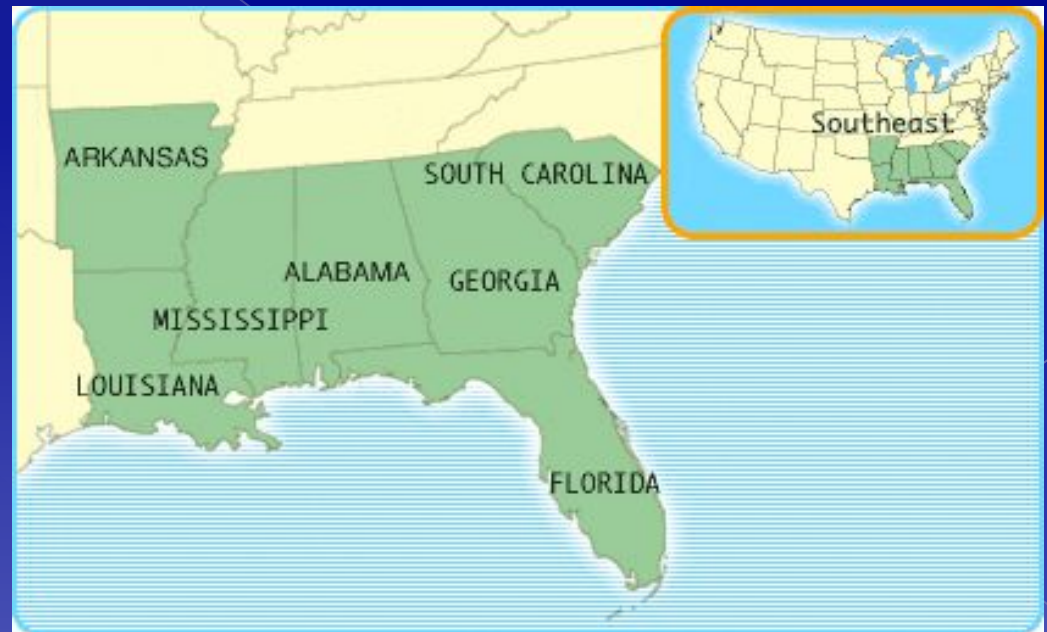 Southeast
ARKANSAS
SOUTH CAROLINA
ALABAMA
GEORGIA
MISSISSIPPI
LOUISIANA
FLORIDA